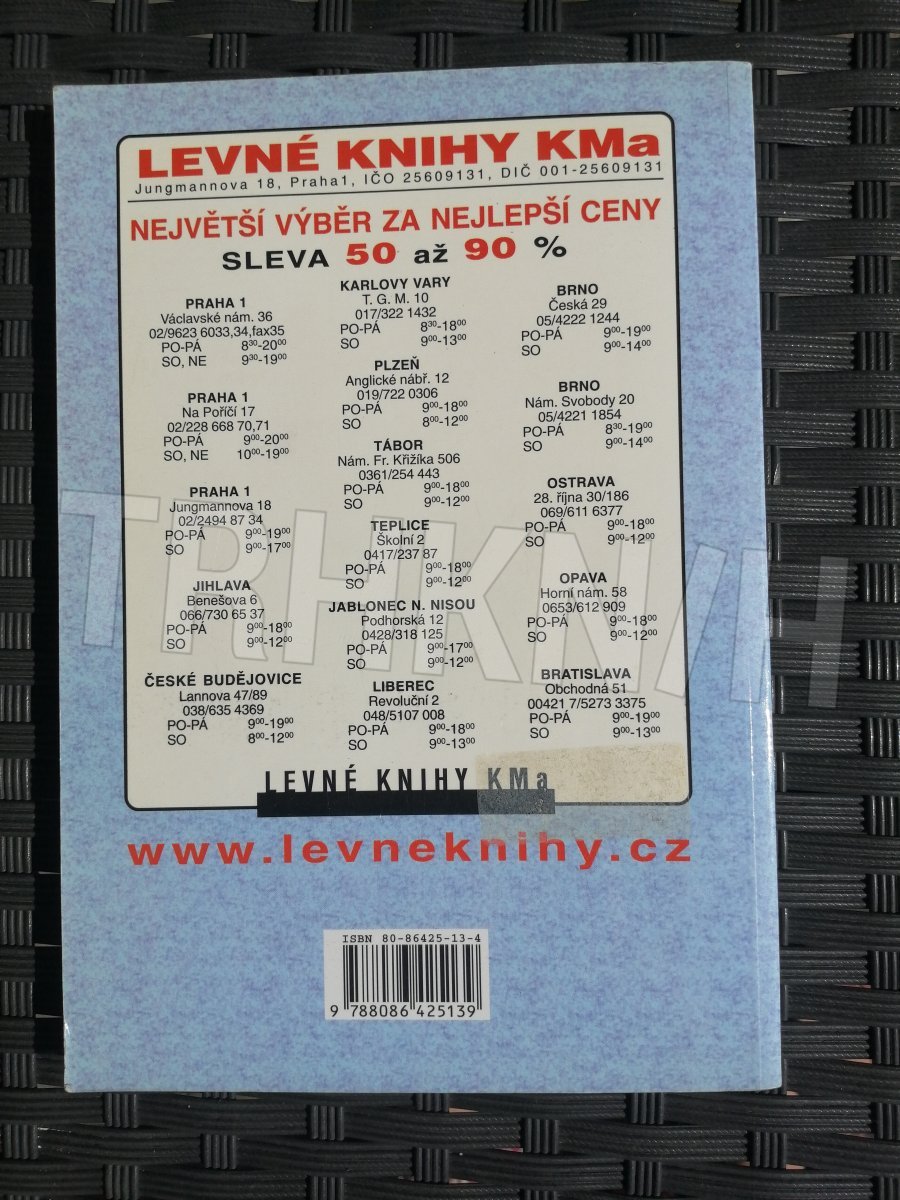 LEVNÉ KNIHY KMa
Jungmannova 18, Praha1, IČO 25609131, DIČ 001-25609131
NEJVĚTŠÍ VÝBĚR ZA NEJLEPŠÍ CENY
SLEVA 50 až 90 %
PRAHA 1
Václavské nám. 36
02/9623 6033,34,fax35
PO-PÁ 8³⁰-20⁰⁰
SO, NE 9³⁰-19⁰⁰
PRAHA 1
Na Poříčí 17
02/228 668 70,71
PO-PÁ 9⁰⁰-20⁰⁰
SO, NE 10⁰⁰-19⁰⁰
PRAHA 1
Jungmannova 18
02/2494 87 34
PO-PÁ 9⁰⁰-19⁰⁰
SO 9⁰⁰-17⁰⁰
JIHLAVA
Benešova 6
066/730 65 37
PO-PÁ 9⁰⁰-18⁰⁰
SO 9⁰⁰-12⁰⁰
ČESKÉ BUDĚJOVICE
Lannova 47/89
038/635 4369
PO-PÁ 9⁰⁰-19⁰⁰
SO 8⁰⁰-12⁰⁰
KARLOVY VARY
T. G. M. 10
017/322 1432
PO-PÁ 8³⁰-18⁰⁰
SO 9⁰⁰-13⁰⁰
PLZEŇ
Anglické nábř. 12
019/722 0306
PO-PÁ 9⁰⁰-18⁰⁰
SO 8⁰⁰-12⁰⁰
TÁBOR
Nám. Fr. Křižíka 506
0361/254 443
PO-PÁ 9⁰⁰-18⁰⁰
SO 9⁰⁰-12⁰⁰
TEPLICE
Školní 2
0417/237 87
PO-PÁ 9⁰⁰-18⁰⁰
SO 9⁰⁰-12⁰⁰
JABLONEC N. NISOU
Podhorská 12
0428/318 125
PO-PÁ 9⁰⁰-17⁰⁰
SO 9⁰⁰-12⁰⁰
LIBEREC
Revoluční 2
048/5107 008
PO-PÁ 9⁰⁰-18⁰⁰
SO 9⁰⁰-13⁰⁰
BRNO
Česká 29
05/4222 1244
PO-PÁ 9⁰⁰-19⁰⁰
SO 9⁰⁰-14⁰⁰
BRNO
Nám. Svobody 20
05/4221 1854
PO-PÁ 8³⁰-19⁰⁰
SO 9⁰⁰-14⁰⁰
OSTRAVA
28. října 30/186
069/611 6377
PO-PÁ 9⁰⁰-18⁰⁰
SO 9⁰⁰-12⁰⁰
OPAVA
Horní nám. 58
0653/612 909
PO-PÁ 9⁰⁰-18⁰⁰
SO 9⁰⁰-12⁰⁰
BRATISLAVA
Obchodná 51
00421 7/5273 3375
PO-PÁ 9⁰⁰-19⁰⁰
SO 9⁰⁰-13⁰⁰
LEVNÉ KNIHY KMa
www.levneknihy.cz
ISBN 80-86425-13-4
9 788086 425139
TRHKNIH